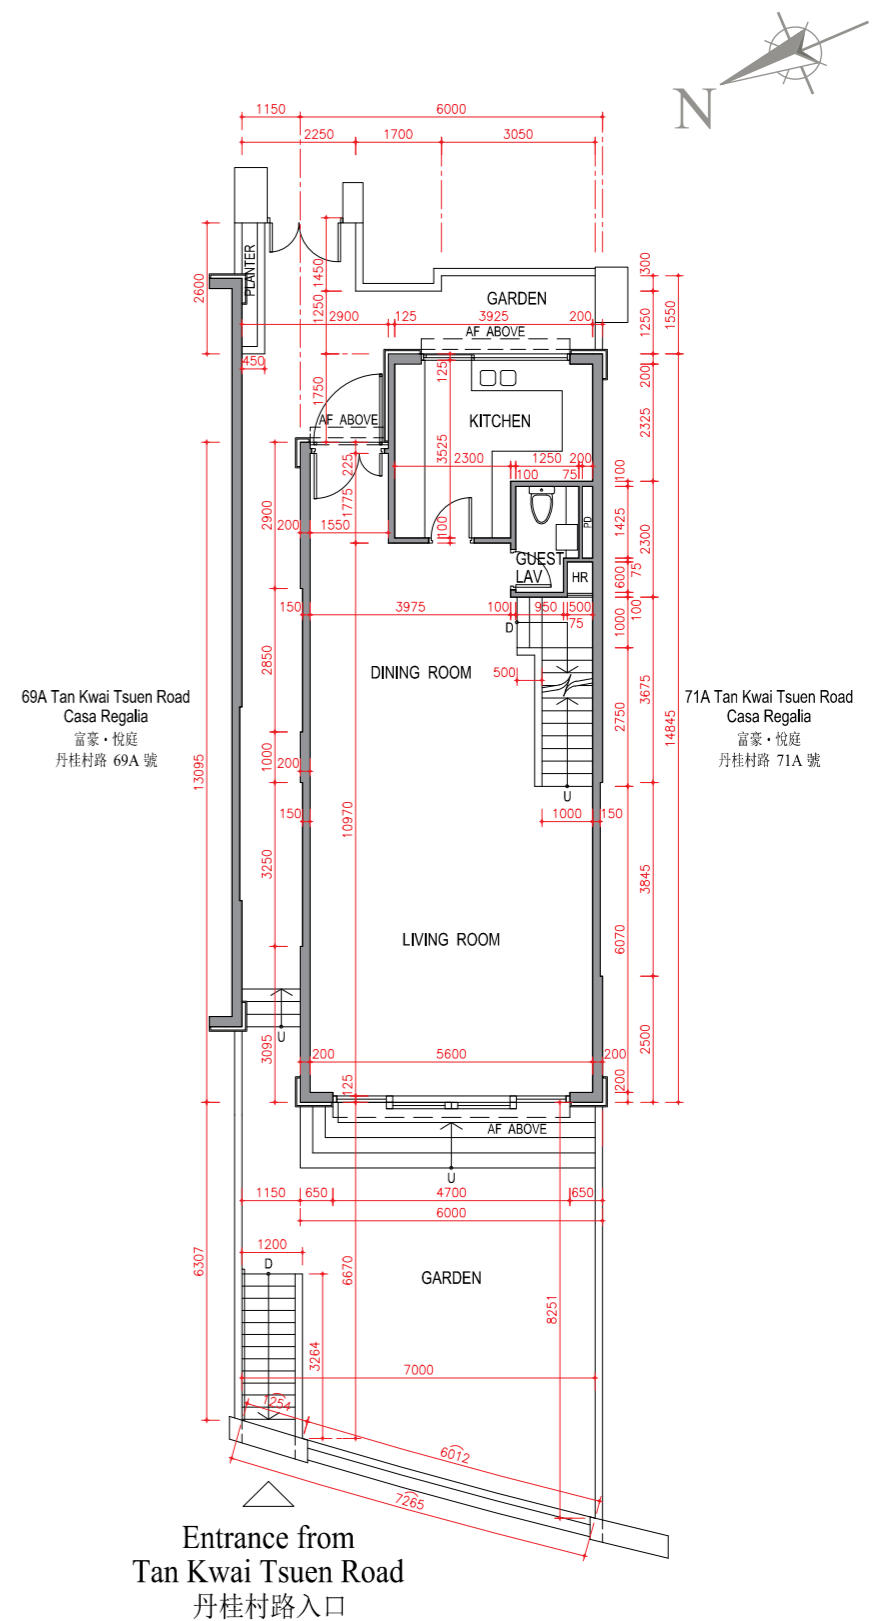 N
1150
6000
2250
1700
3050
PLANTER
2600
1450
1250
300
1250
1550
GARDEN
2900
125
3925
200
AF ABOVE
450
1750
125
200
AF ABOVE
KITCHEN
2325
3525
2300
1250
200
225
100
75
100
1775
2900
200
1550
100
PD
1425
2300
GUEST
LAV
HR
600
75
150
3975
100
950
500
75
100
1000
D
DINING ROOM
500
2850
2750
3675
14845
69A Tan Kwai Tsuen Road
Casa Regalia
富豪・悅庭
丹桂村路 69A 號
71A Tan Kwai Tsuen Road
Casa Regalia
富豪・悅庭
丹桂村路 71A 號
13095
1000
200
U
150
10970
1000
150
3250
3845
LIVING ROOM
6070
U
3095
2500
200
5600
200
125
200
AF ABOVE
U
1150
650
4700
650
6000
6307
1200
D
6670
GARDEN
8251
3264
7000
1254
6012
7265
Entrance from
Tan Kwai Tsuen Road
丹桂村路入口